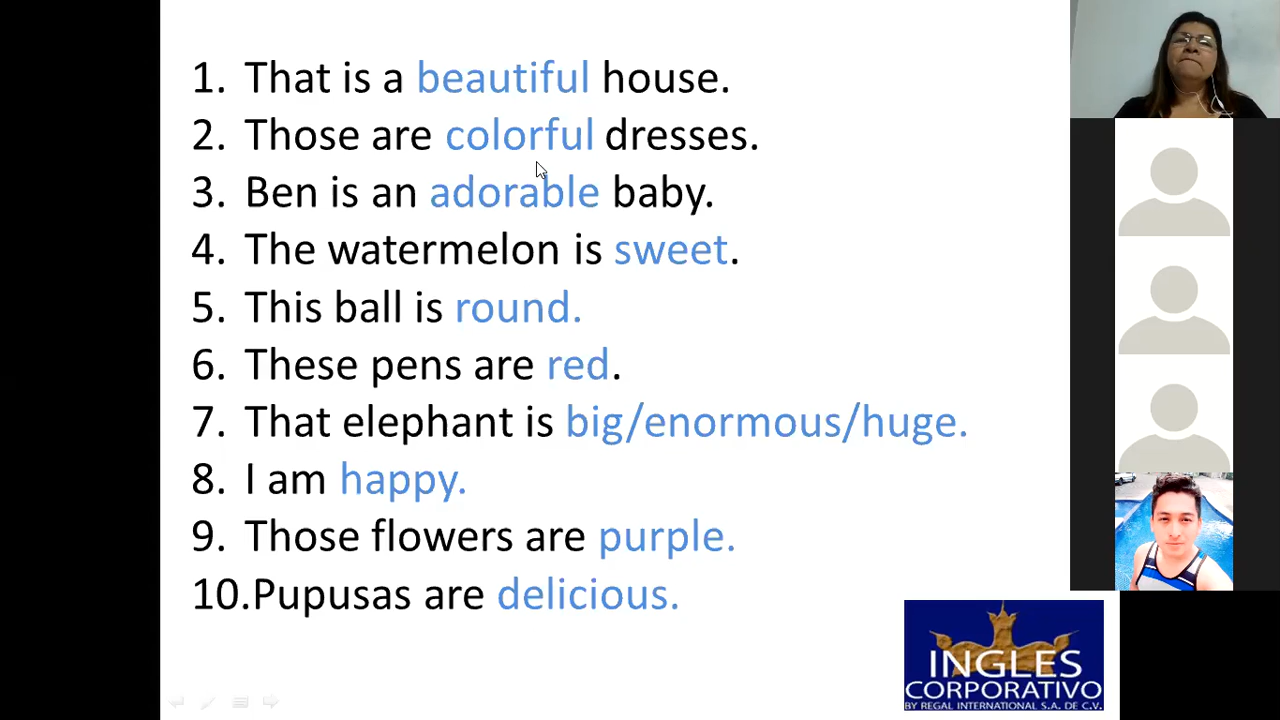 1. That is a beautiful house.
2. Those are colorful dresses.
3. Ben is an adorable baby.
4. The watermelon is sweet.
5. This ball is round.
6. These pens are red.
7. That elephant is big/enormous/huge.
8. I am happy.
9. Those flowers are purple.
10.Pupusas are delicious.
INGLES
CORPORATIVO
BY REGAL INTERNATIONAL S.A. DE C.V.